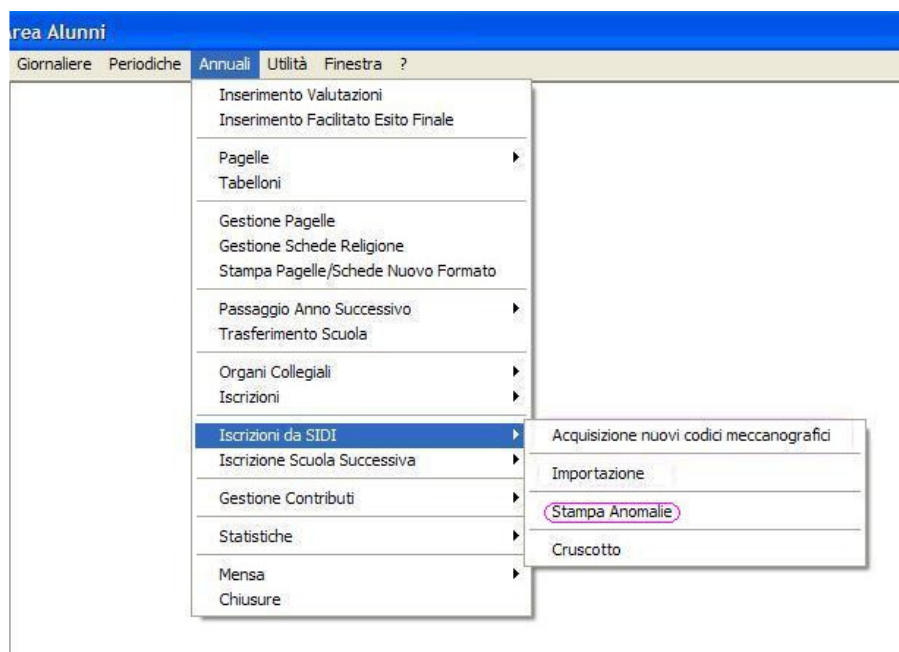 rea Alunni
Giornaliere Periodiche Annuali Utilità Finestra ?
Inserimento Valutazioni
Inserimento Facilitato Esito Finale
Pagelle
Tabelloni
Gestione Pagelle
Gestione Schede Religione
Stampa Pagelle/Schede Nuovo Formato
Passaggio Anno Successivo
Trasferimento Scuola
Organi Collegiali
Iscrizioni
Iscrizioni da SIDI
Iscrizione Scuola Successiva
Gestione Contributi
Statistiche
Mensa
Chiusure
Acquisizione nuovi codici meccanografici
Importazione
Stampa Anomalie
Cruscotto